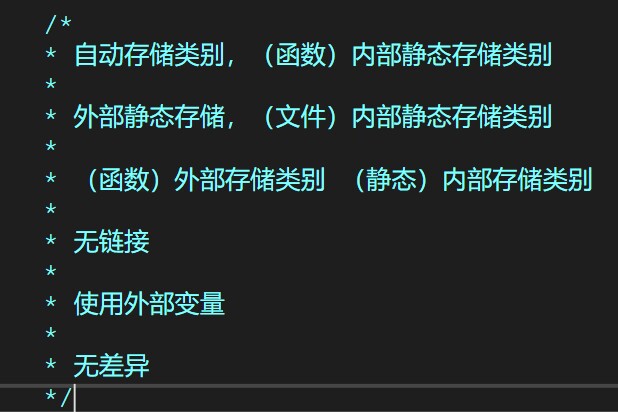 /*
* 自动存储类别，（函数）内部静态存储类别
*
* 外部静态存储，（文件）内部静态存储类别
*
* （函数）外部存储类别 （静态）内部存储类别
*
* 无链接
*
* 使用外部变量
*
* 无差异
*/